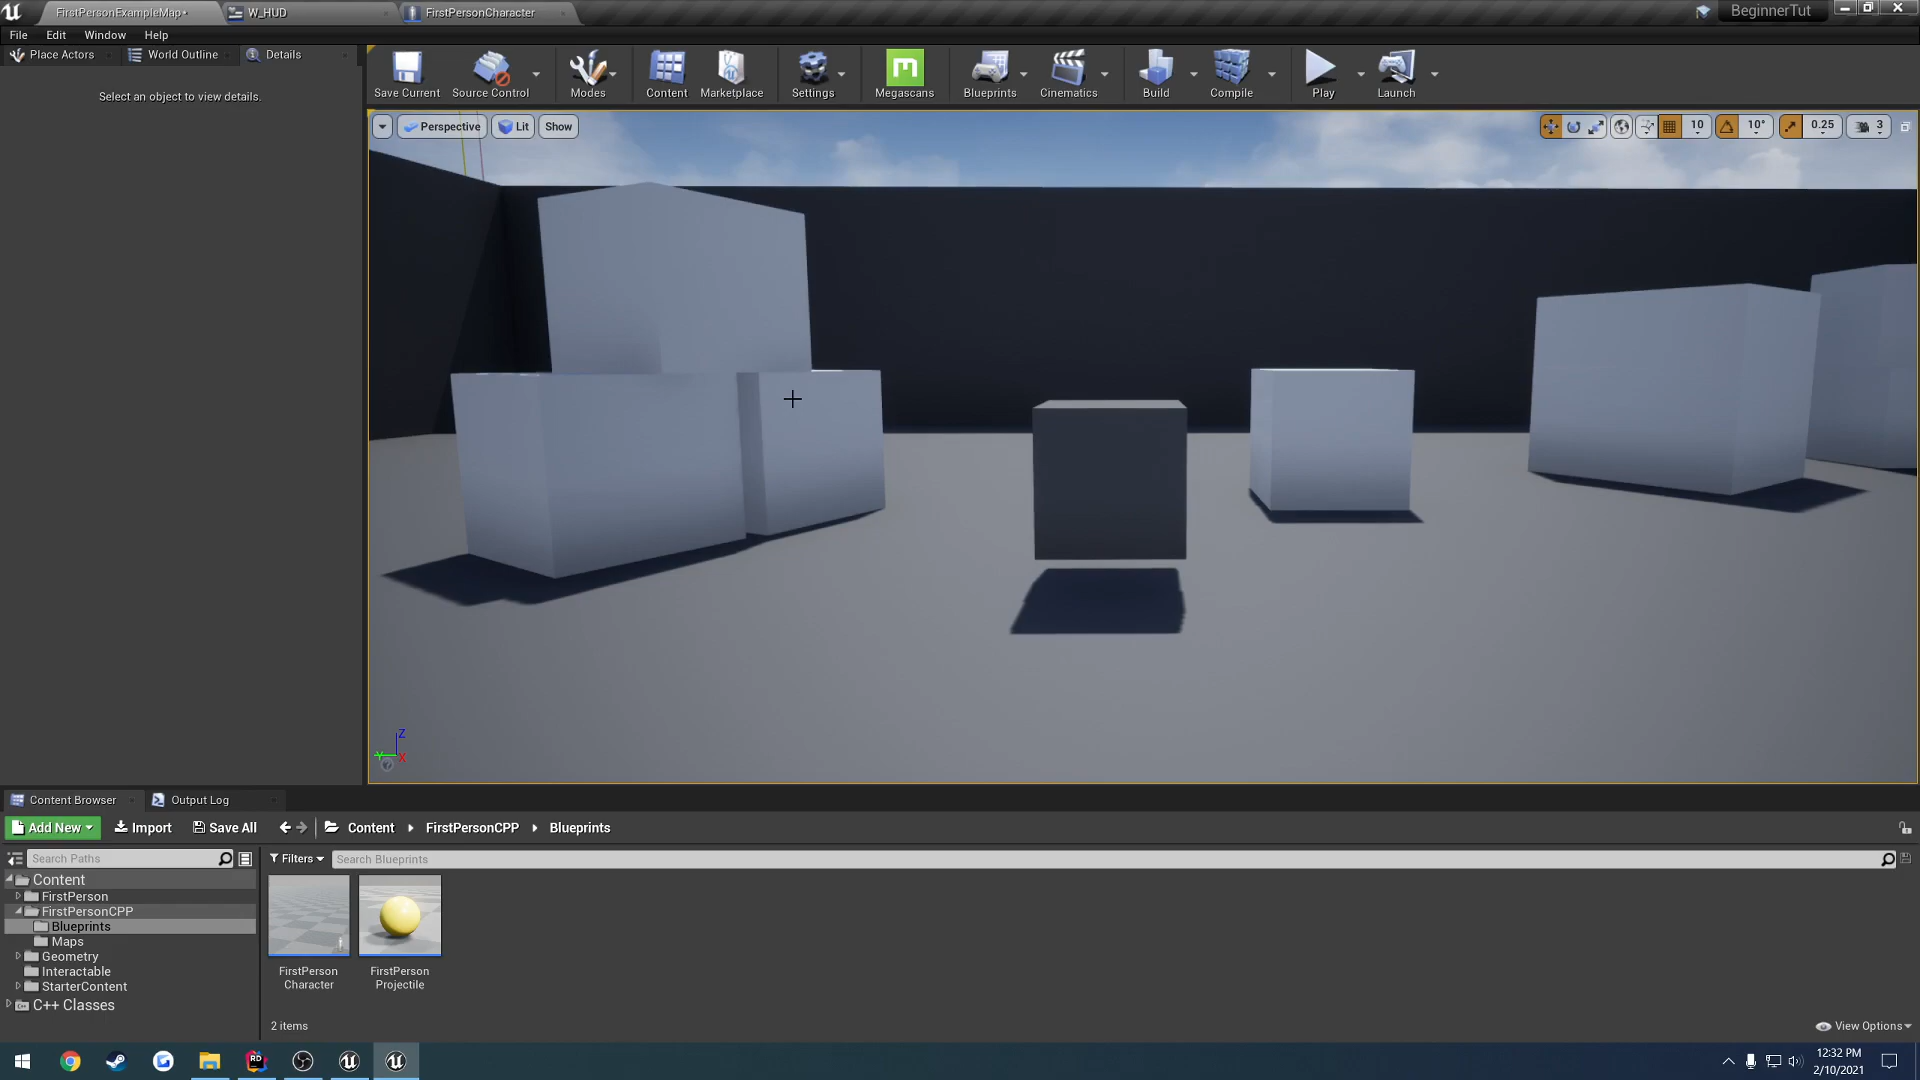 FirstPersonExampleMap•
W_HUD
FirstPersonCharacter
BeginnerTut
File
Edit
Window
Help
Place Actors
World Outline
Details
Select an object to view details.
Save Current
Source Control
Modes
Content
Marketplace
Settings
Megascans
Blueprints
Cinematics
Build
Compile
Play
Launch
Perspective
Lit
Show
10
10°
0.25
3
Z
Y
X
Content Browser
Output Log
Add New
Import
Save All
Content
FirstPersonCPP
Blueprints
Search Paths
Filters
Search Blueprints
Content
FirstPerson
FirstPersonCPP
Blueprints
Maps
Geometry
Interactable
StarterContent
C++ Classes
FirstPerson
Character
FirstPerson
Projectile
2 items
View Options
RD
12:32 PM
2/10/2021